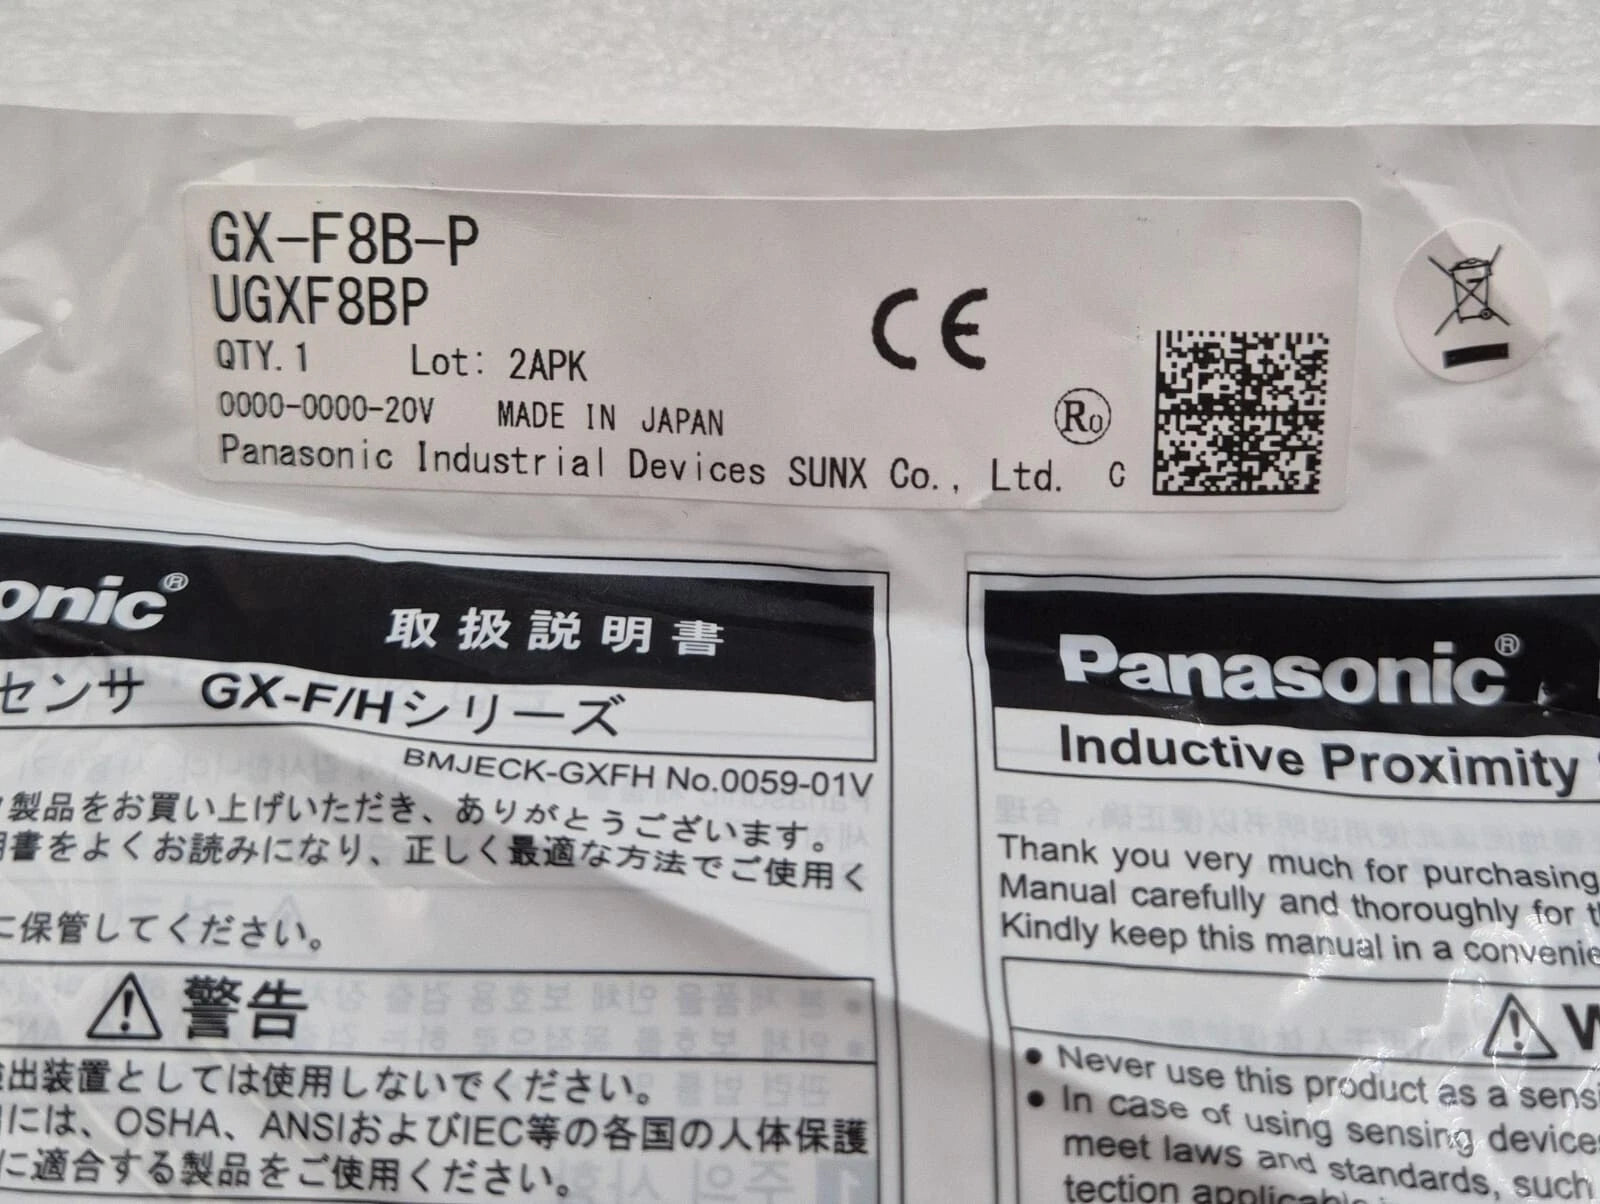 GX-F8B-P
UGXF8BP
QTY.1 Lot: 2APK
0000-0000-20V MADE IN JAPAN
Panasonic Industrial Devices SUNX Co., Ltd. C
CE
R0
onic®
取扱説明書
センサ GX-F/Hシリーズ
BMJECK-GXFH No.0059-01V
製品をお買い上げいただき、ありがとうございます。
明書をよくお読みになり、正しく最適な方法でご使用く
に保管してください。
警告
検出装置としては使用しないでください。
には、OSHA、ANSIおよびIEC等の各国の人体保護
に適合する製品をご使用ください。
Panasonic®
Inductive Proximity
Thank you very much for purchasing
Manual carefully and thoroughly for
Kindly keep this manual in a convenie
W
• Never use this product as a sens
• In case of using sensing device
meet laws and standards, such
tection applicable